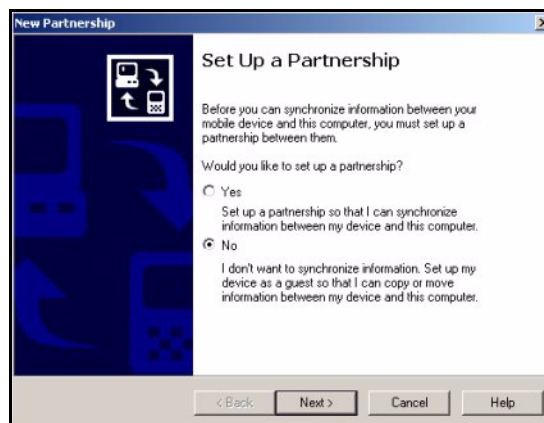 New Partnership
Set Up a Partnership
Before you can synchronize information between your
mobile device and this computer, you must set up a
partnership between them.
Would you like to set up a partnership?
Yes
Set up a partnership so that I can synchronize
information between my device and this computer.
No
I don't want to synchronize information. Set up my
device as a guest so that I can copy or move
information between my device and this computer.
< Back Next > Cancel Help